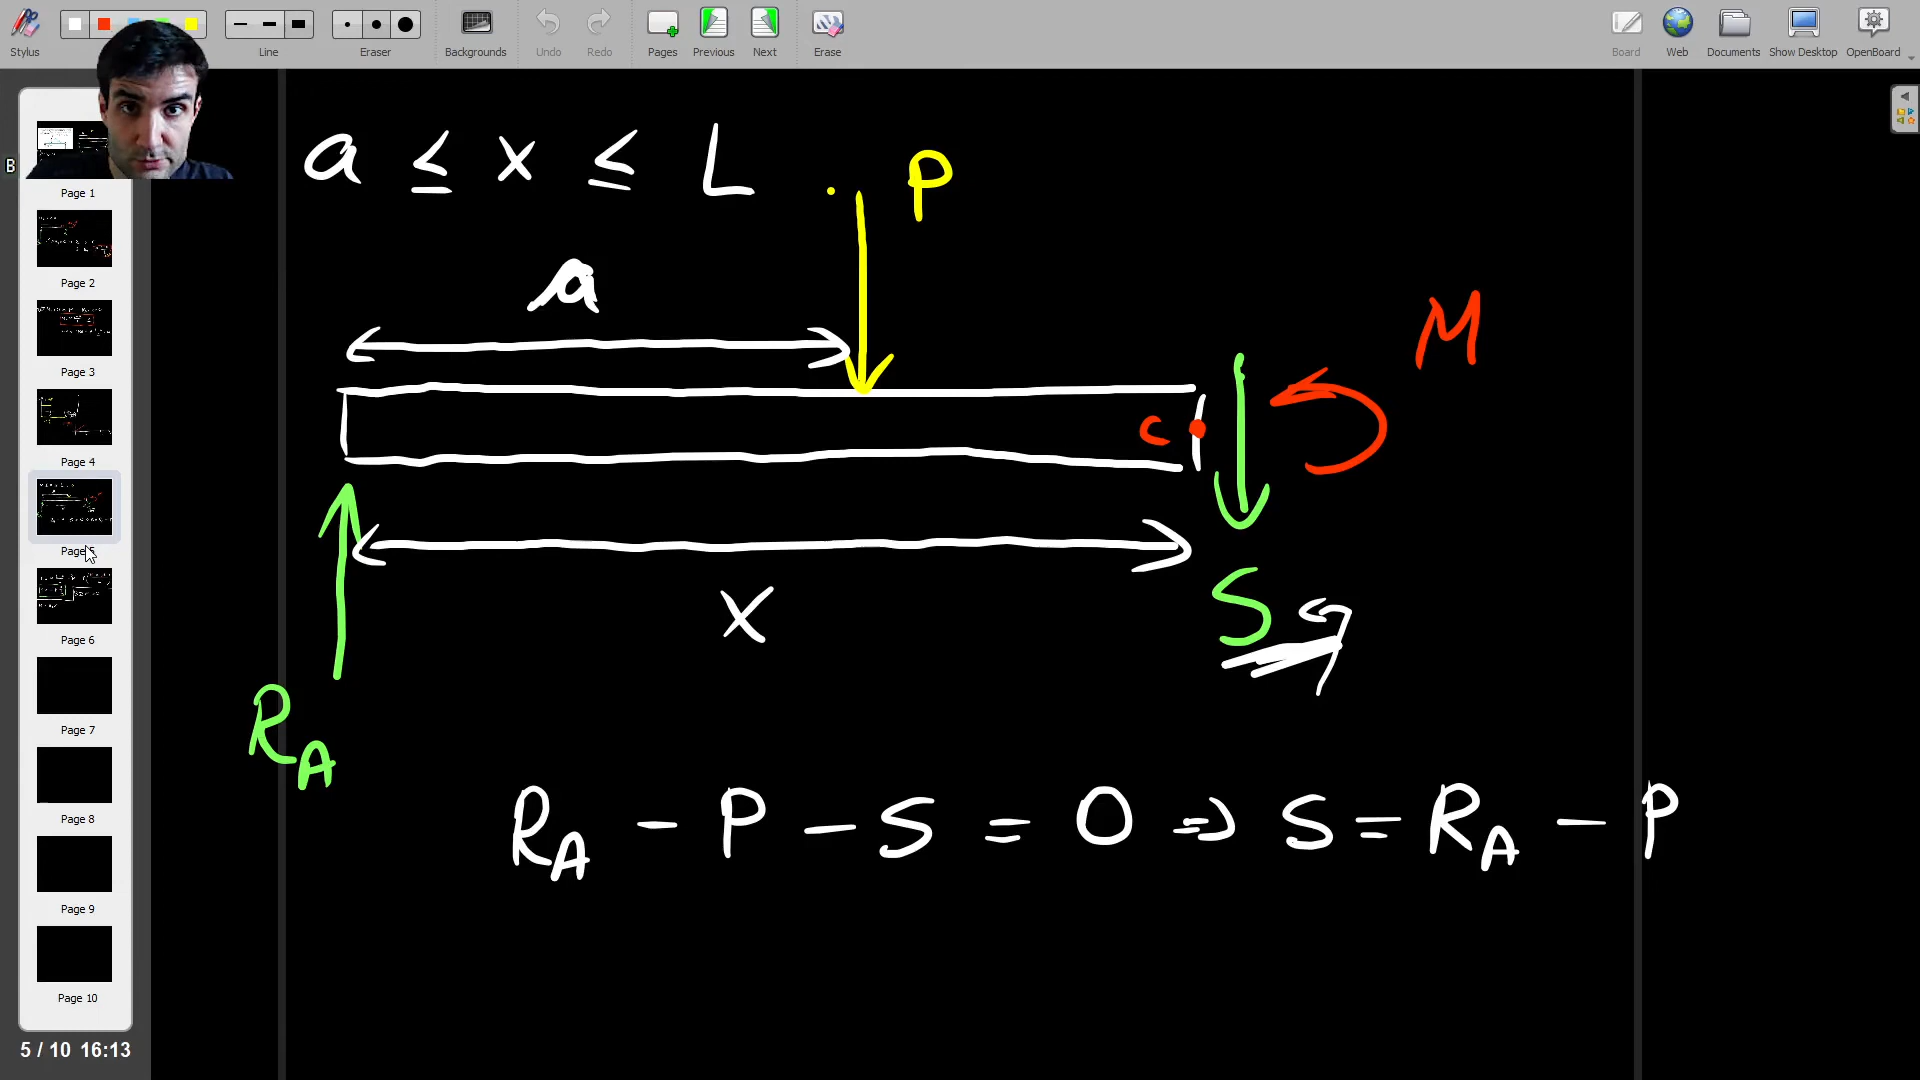 Stylus
Line
Eraser
Backgrounds
Undo
Redo
Pages
Previous
Next
Erase
Board
Web
Documents
Show Desktop
OpenBoard
B
Page 1
Page 2
Page 3
Page 4
Page 5
Page 6
Page 7
Page 8
Page 9
Page 10
5 / 10 16:13
a ≤ x ≤ L
P
a
M
c
x
S
R_A
R_A - P - S = 0 => S = R_A - P